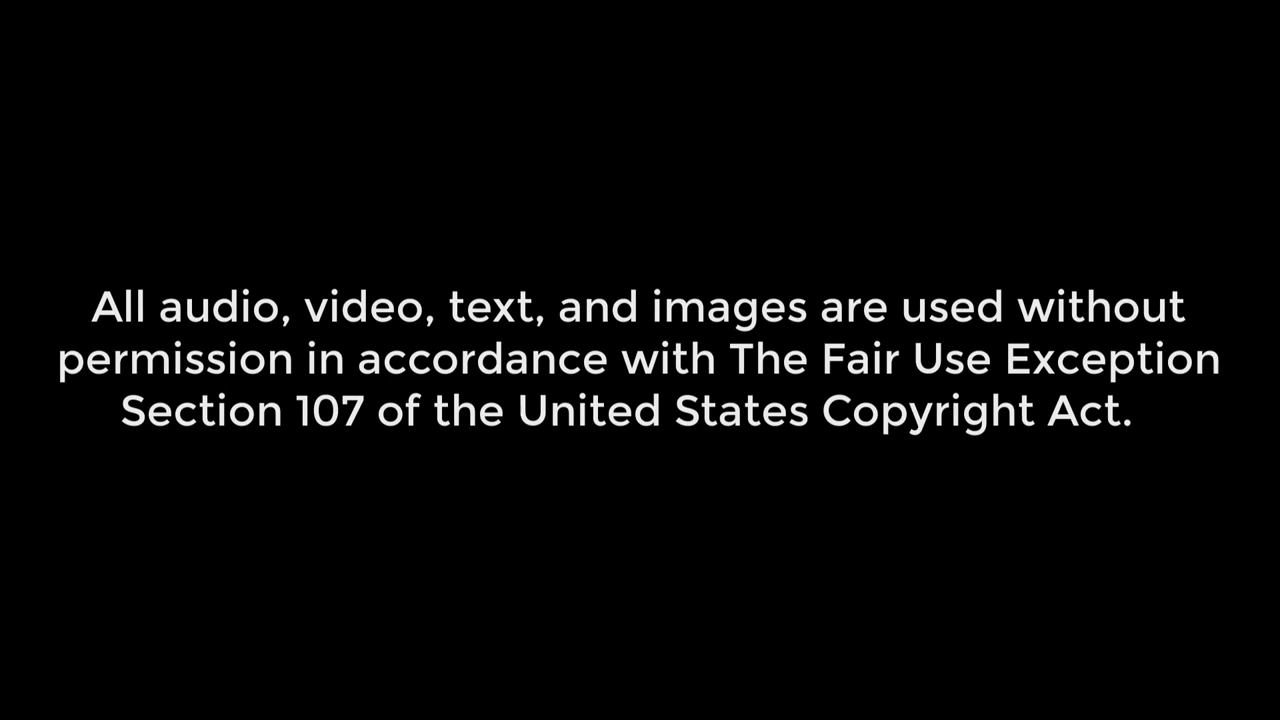 All audio, video, text, and images are used without
permission in accordance with The Fair Use Exception
Section 107 of the United States Copyright Act.